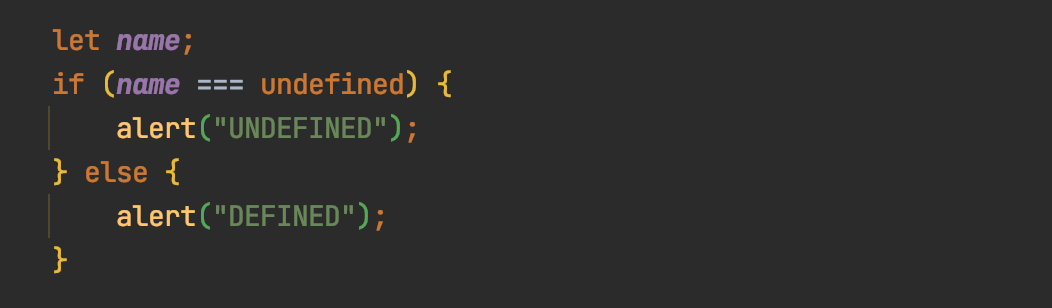 let name;
if (name === undefined) {
    alert("UNDEFINED");
} else {
    alert("DEFINED");
}